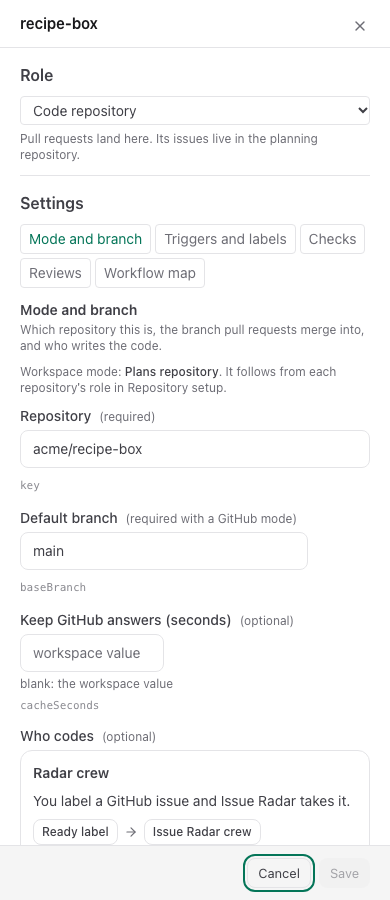 recipe-box
Role
Code repository
Pull requests land here. Its issues live in the planning
repository.
Settings
Mode and branch
Triggers and labels
Checks
Reviews
Workflow map
Mode and branch
Which repository this is, the branch pull requests merge into,
and who writes the code.
Workspace mode: Plans repository. It follows from each
repository's role in Repository setup.
Repository (required)
acme/recipe-box
key
Default branch (required with a GitHub mode)
main
baseBranch
Keep GitHub answers (seconds) (optional)
workspace value
blank: the workspace value
cacheSeconds
Who codes (optional)
Radar crew
You label a GitHub issue and Issue Radar takes it.
Ready label → Issue Radar crew
Cancel
Save